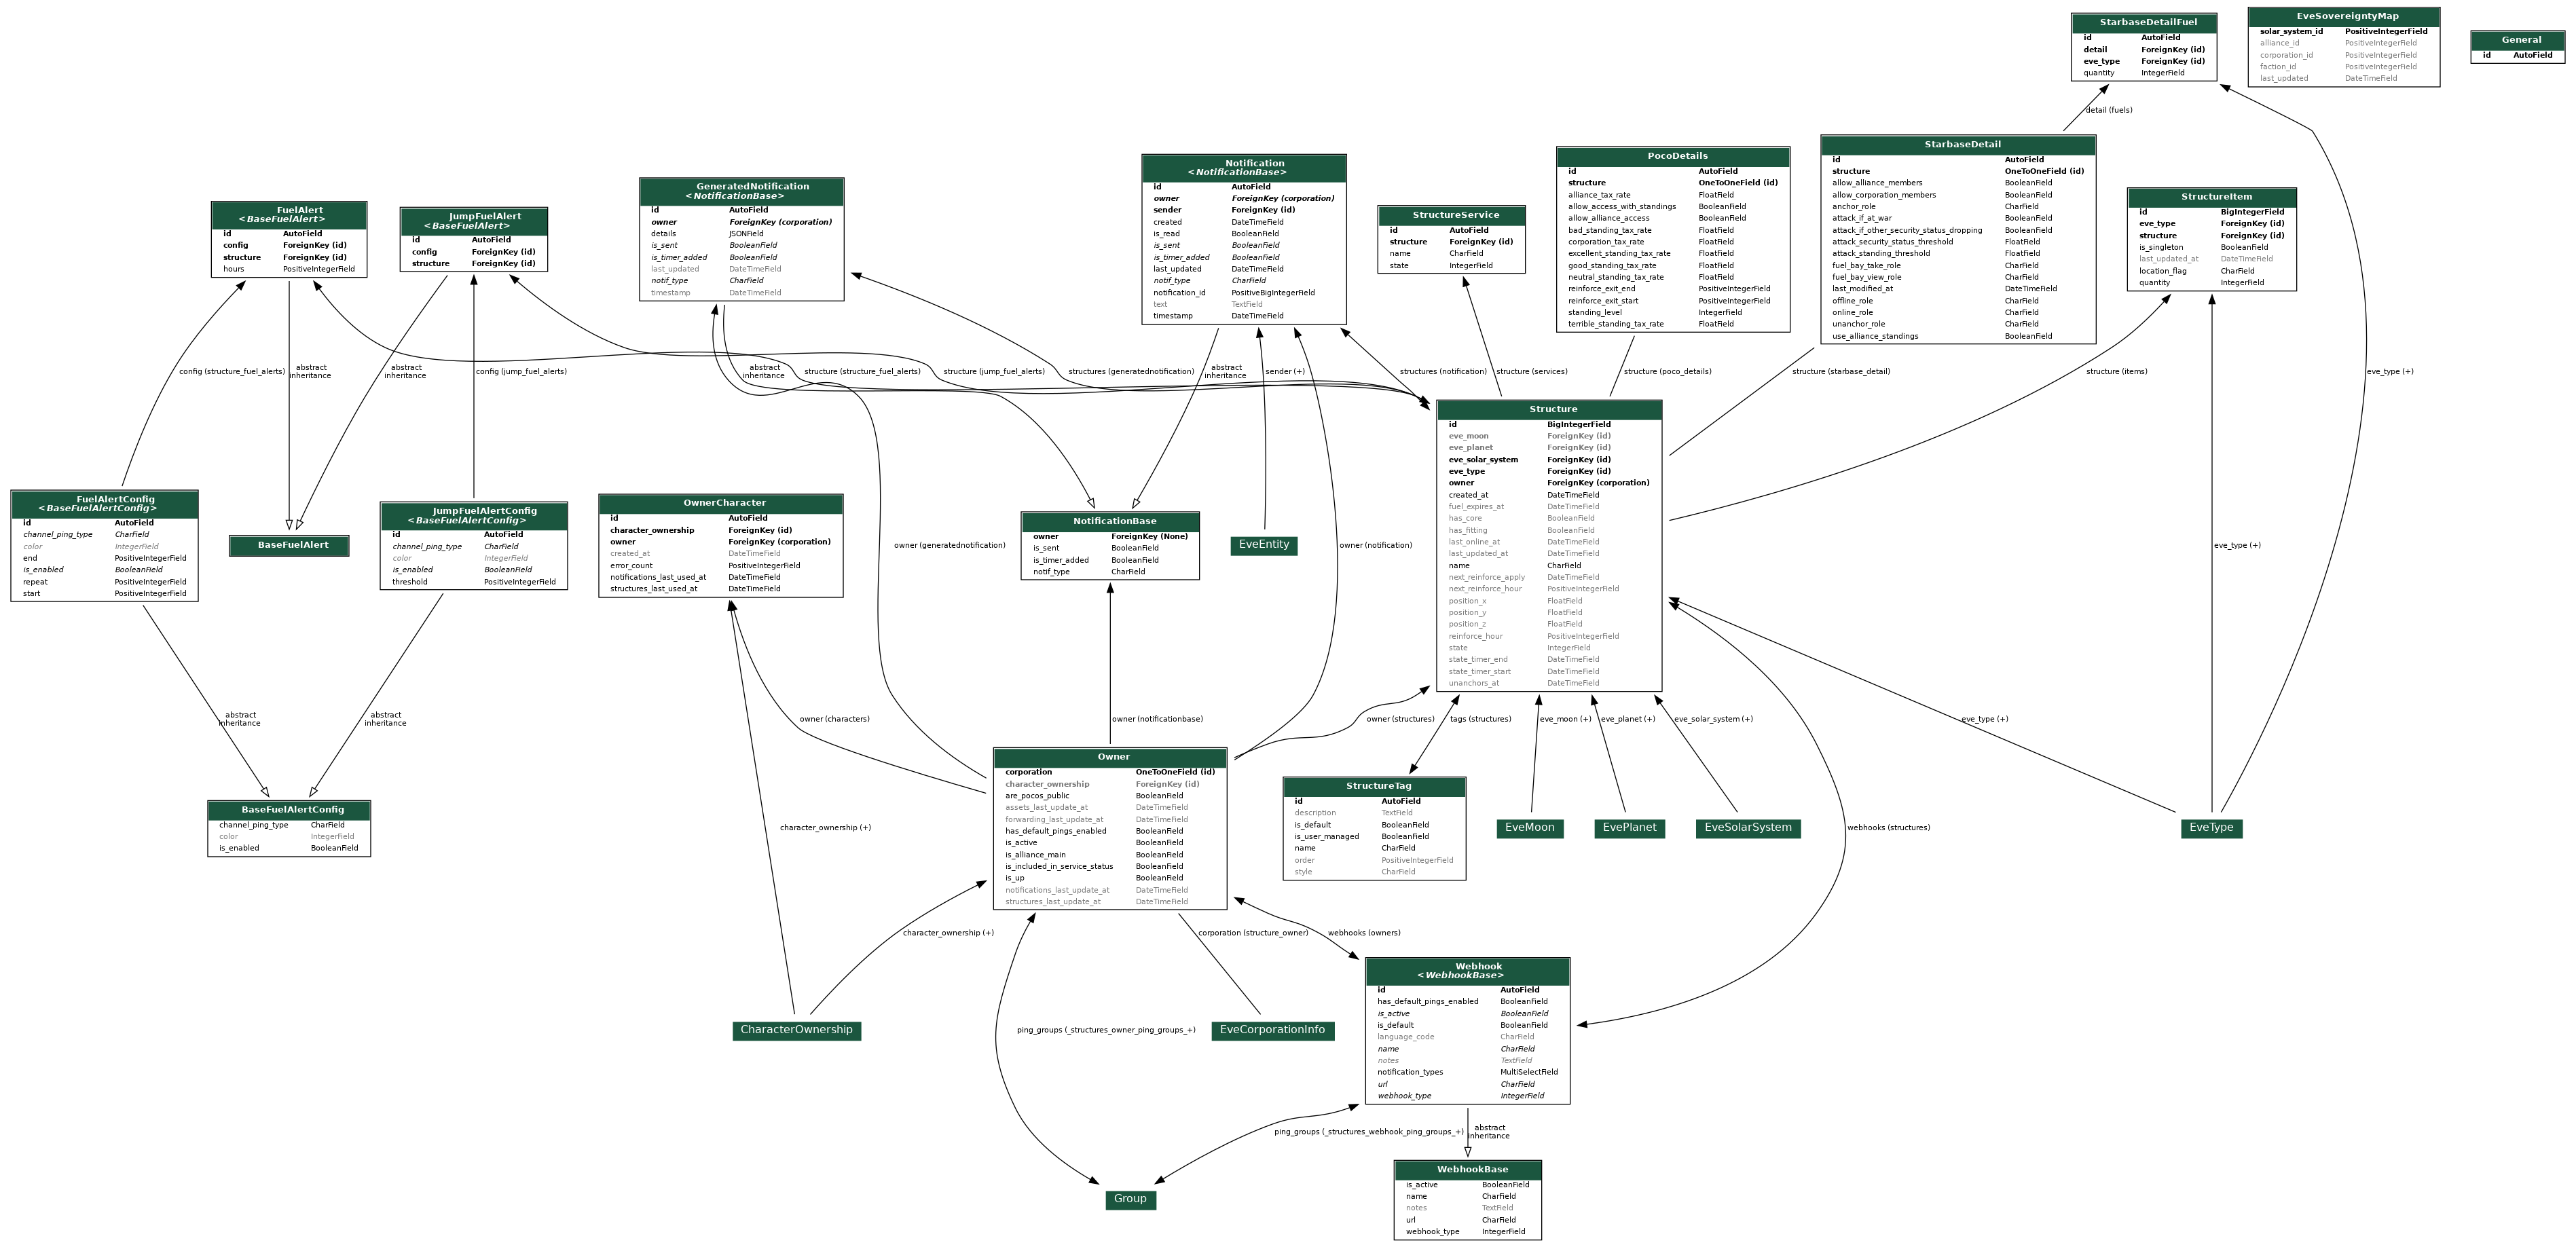 StarbaseDetailFuel
id AutoField
detail ForeignKey (id)
eve_type ForeignKey (id)
quantity IntegerField
EveSovereigntyMap
solar_system_id PositiveIntegerField
alliance_id PositiveIntegerField
corporation_id PositiveIntegerField
faction_id PositiveIntegerField
last_updated DateTimeField
General
id AutoField
detail (fuels)
FuelAlert
<BaseFuelAlert>
id AutoField
config ForeignKey (id)
structure ForeignKey (id)
hours PositiveIntegerField
JumpFuelAlert
<BaseFuelAlert>
id AutoField
config ForeignKey (id)
structure ForeignKey (id)
GeneratedNotification
<NotificationBase>
id AutoField
owner ForeignKey (corporation)
details JSONField
is_sent BooleanField
is_timer_added BooleanField
last_updated DateTimeField
notif_type CharField
timestamp DateTimeField
Notification
<NotificationBase>
id AutoField
owner ForeignKey (corporation)
sender ForeignKey (id)
created DateTimeField
is_read BooleanField
is_sent BooleanField
is_timer_added BooleanField
last_updated DateTimeField
notif_type CharField
notification_id PositiveBigIntegerField
text TextField
timestamp DateTimeField
StructureService
id AutoField
structure ForeignKey (id)
name CharField
state IntegerField
PocoDetails
id AutoField
structure OneToOneField (id)
alliance_tax_rate FloatField
allow_access_with_standings BooleanField
allow_alliance_access BooleanField
bad_standing_tax_rate FloatField
corporation_tax_rate FloatField
excellent_standing_tax_rate FloatField
good_standing_tax_rate FloatField
neutral_standing_tax_rate FloatField
reinforce_exit_end PositiveIntegerField
reinforce_exit_start PositiveIntegerField
standing_level IntegerField
terrible_standing_tax_rate FloatField
StarbaseDetail
id AutoField
structure OneToOneField (id)
allow_alliance_members BooleanField
allow_corporation_members BooleanField
anchor_role CharField
attack_if_at_war BooleanField
attack_if_other_security_status_dropping BooleanField
attack_security_status_threshold FloatField
attack_standing_threshold FloatField
fuel_bay_take_role CharField
fuel_bay_view_role CharField
last_modified_at DateTimeField
offline_role CharField
online_role CharField
unanchor_role CharField
use_alliance_standings BooleanField
StructureItem
id BigIntegerField
eve_type ForeignKey (id)
structure ForeignKey (id)
is_singleton BooleanField
last_updated_at DateTimeField
location_flag CharField
quantity IntegerField
config (structure_fuel_alerts)
abstract
inheritance
abstract
inheritance
config (jump_fuel_alerts)
abstract
inheritance
structure (structure_fuel_alerts)
structure (jump_fuel_alerts)
structures (generatednotification)
abstract
inheritance
sender (+)
structures (notification)
structure (services)
structure (poco_details)
structure (starbase_detail)
structure (items)
eve_type (+)
Structure
id BigIntegerField
eve_moon ForeignKey (id)
eve_planet ForeignKey (id)
eve_solar_system ForeignKey (id)
eve_type ForeignKey (id)
owner ForeignKey (corporation)
created_at DateTimeField
fuel_expires_at DateTimeField
has_core BooleanField
has_fitting BooleanField
last_online_at DateTimeField
last_updated_at DateTimeField
name CharField
next_reinforce_apply DateTimeField
next_reinforce_hour PositiveIntegerField
position_x FloatField
position_y FloatField
position_z FloatField
reinforce_hour PositiveIntegerField
state IntegerField
state_timer_end DateTimeField
state_timer_start DateTimeField
unanchors_at DateTimeField
FuelAlertConfig
<BaseFuelAlertConfig>
id AutoField
channel_ping_type CharField
color IntegerField
end PositiveIntegerField
is_enabled BooleanField
repeat PositiveIntegerField
start PositiveIntegerField
BaseFuelAlert
JumpFuelAlertConfig
<BaseFuelAlertConfig>
id AutoField
channel_ping_type CharField
color IntegerField
is_enabled BooleanField
threshold PositiveIntegerField
OwnerCharacter
id AutoField
character_ownership ForeignKey (id)
owner ForeignKey (corporation)
created_at DateTimeField
error_count PositiveIntegerField
notifications_last_used_at DateTimeField
structures_last_used_at DateTimeField
owner (generatednotification)
NotificationBase
owner ForeignKey (None)
is_sent BooleanField
is_timer_added BooleanField
notif_type CharField
EveEntity
owner (notification)
eve_type (+)
abstract
inheritance
abstract
inheritance
owner (characters)
owner (notificationbase)
owner (structures)
tags (structures)
eve_moon (+)
eve_planet (+)
eve_solar_system (+)
eve_type (+)
BaseFuelAlertConfig
channel_ping_type CharField
color IntegerField
is_enabled BooleanField
character_ownership (+)
Owner
corporation OneToOneField (id)
character_ownership ForeignKey (id)
are_pocos_public BooleanField
assets_last_update_at DateTimeField
forwarding_last_update_at DateTimeField
has_default_pings_enabled BooleanField
is_active BooleanField
is_alliance_main BooleanField
is_included_in_service_status BooleanField
is_up BooleanField
notifications_last_update_at DateTimeField
structures_last_update_at DateTimeField
StructureTag
id AutoField
description TextField
is_default BooleanField
is_user_managed BooleanField
name CharField
order PositiveIntegerField
style CharField
EveMoon
EvePlanet
EveSolarSystem
webhooks (structures)
EveType
character_ownership (+)
corporation (structure_owner)
webhooks (owners)
CharacterOwnership
ping_groups (_structures_owner_ping_groups_+)
EveCorporationInfo
Webhook
<WebhookBase>
id AutoField
has_default_pings_enabled BooleanField
is_active BooleanField
is_default BooleanField
language_code CharField
name CharField
notes TextField
notification_types MultiSelectField
url CharField
webhook_type IntegerField
ping_groups (_structures_webhook_ping_groups_+)
abstract
inheritance
Group
WebhookBase
is_active BooleanField
name CharField
notes TextField
url CharField
webhook_type IntegerField